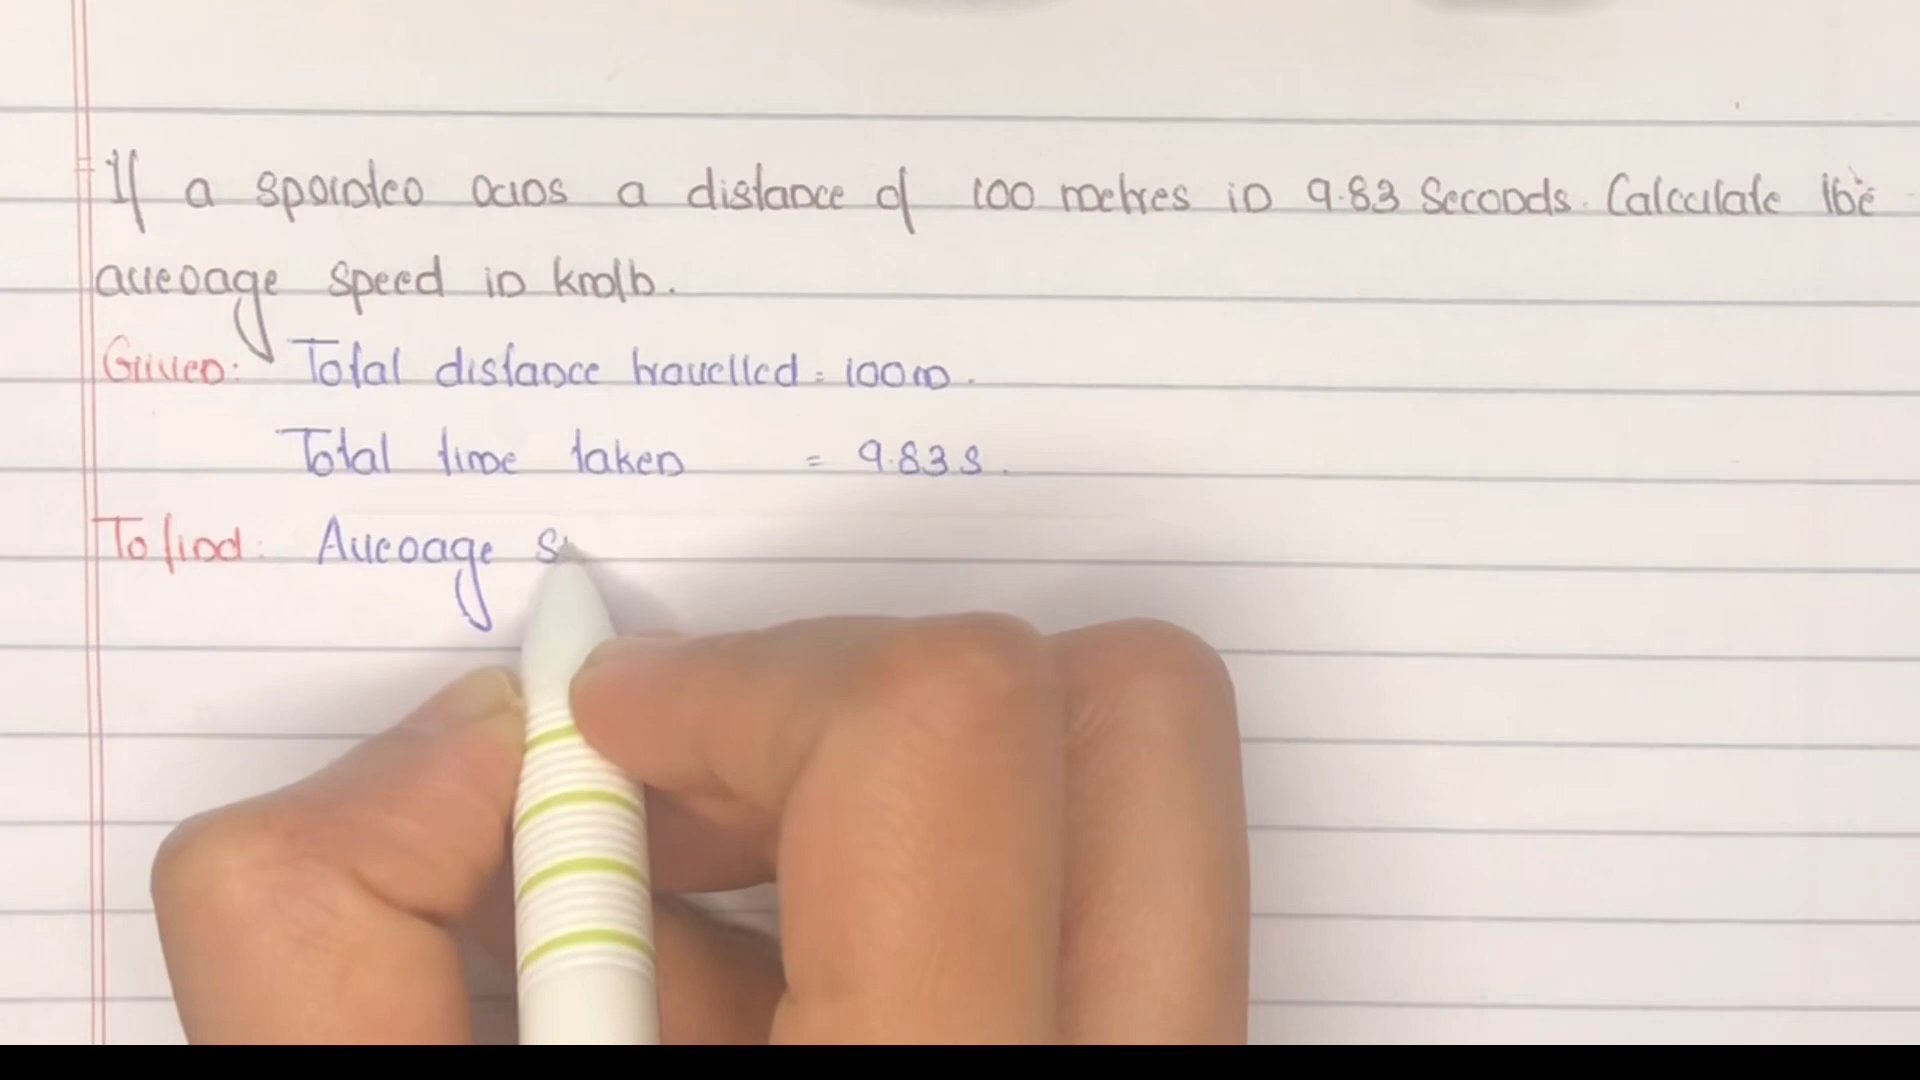 If a sprinter runs a distance of 100 metres in 9.83 seconds. Calculate the
average speed in km/h.
Given: Total distance travelled = 100m.
Total time taken = 9.83 s.
To find: Average s